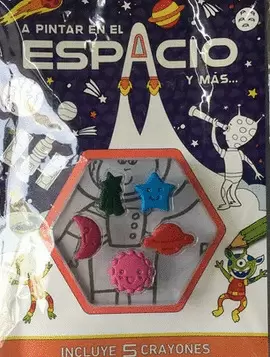 A PINTAR EN EL
ESPACIO
Y MÁS...
INCLUYE 5 CRAYONES